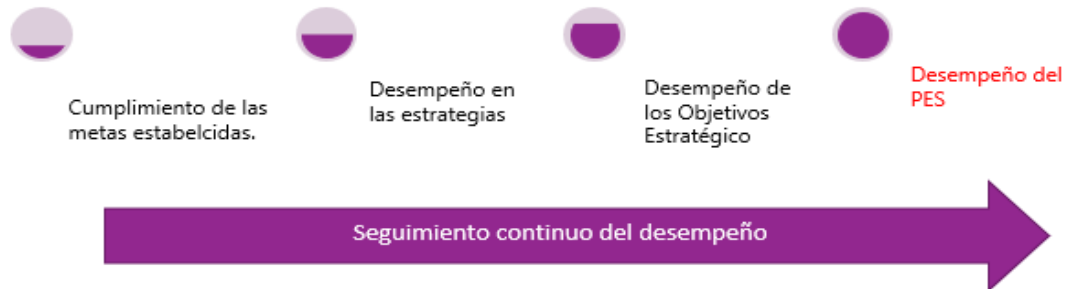 Cumplimiento de las
metas estabelcidas.
Desempeño en
las estrategias
Desempeño de
los Objetivos
Estratégico
Desempeño del
PES
Seguimiento continuo del desempeño